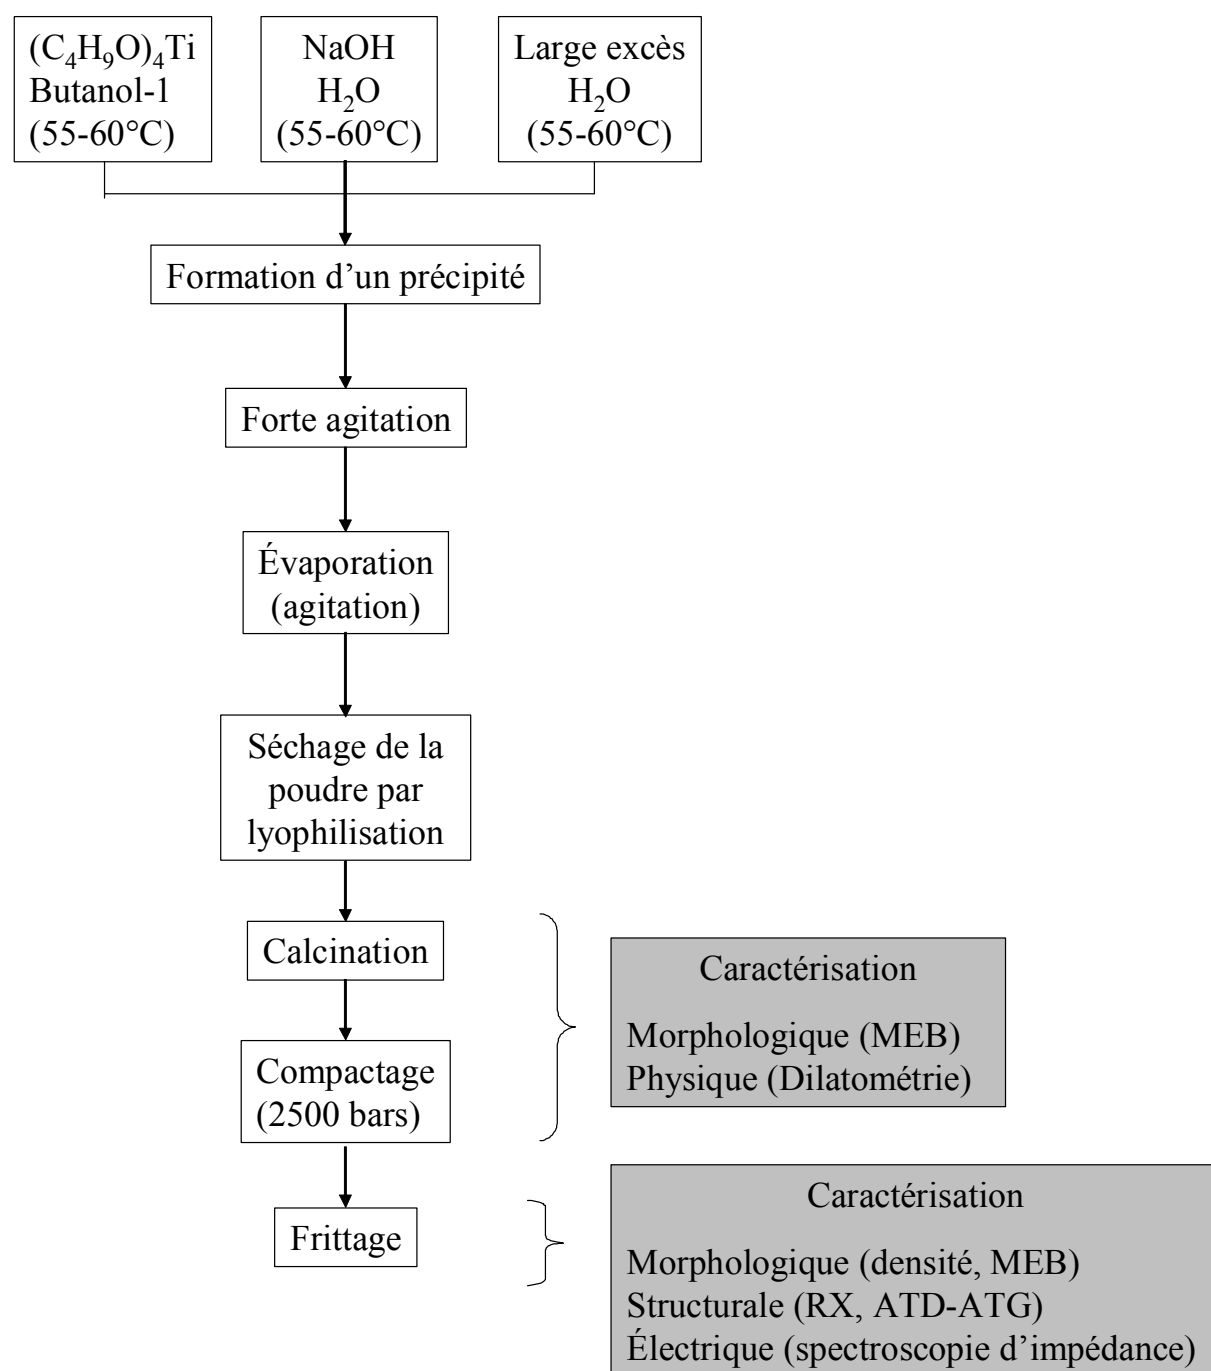 (C₄H₉O)₄Ti
Butanol-1
(55-60°C)
NaOH
H₂O
(55-60°C)
Large excès
H₂O
(55-60°C)
Formation d’un précipité
Forte agitation
Évaporation
(agitation)
Séchage de la
poudre par
lyophilisation
Calcination
Compactage
(2500 bars)
Caractérisation
Morphologique (MEB)
Physique (Dilatométrie)
Frittage
Caractérisation
Morphologique (densité, MEB)
Structurale (RX, ATD-ATG)
Électrique (spectroscopie d’impédance)